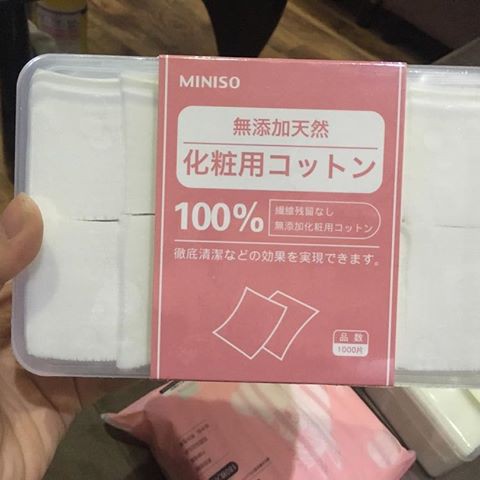 MINISO
無添加天然
化粧用コットン
100%
繊維残留なし
無添加化粧用コットン
徹底清潔などの効果を実現できます。
品数
1000片